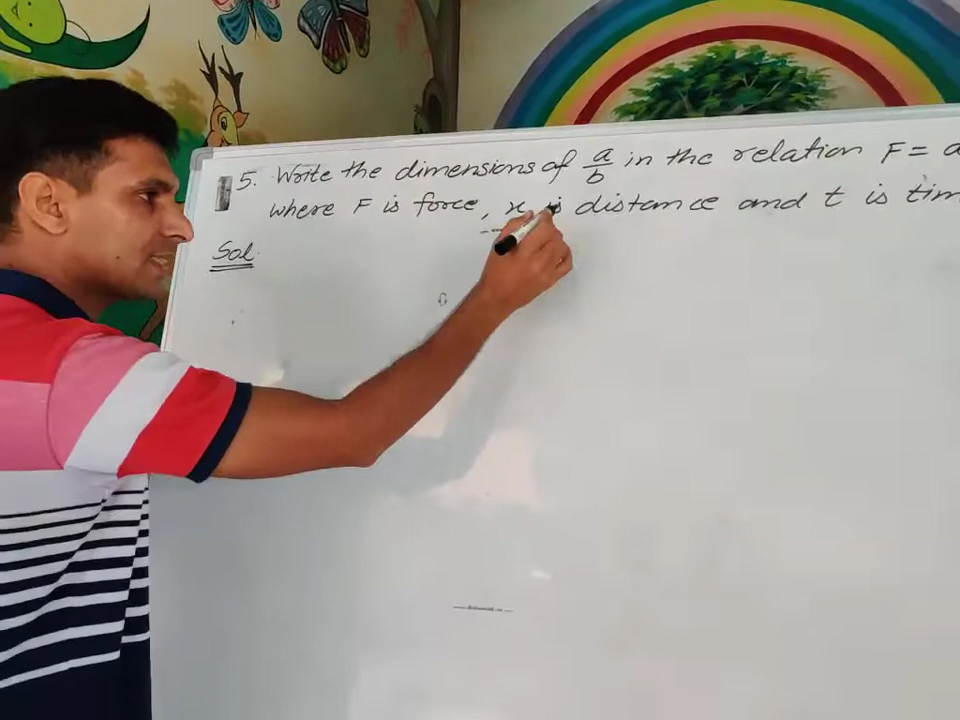 5. Write the dimensions of a/b in the relation F = a
where F is force, x is distance and t is tim
Sol